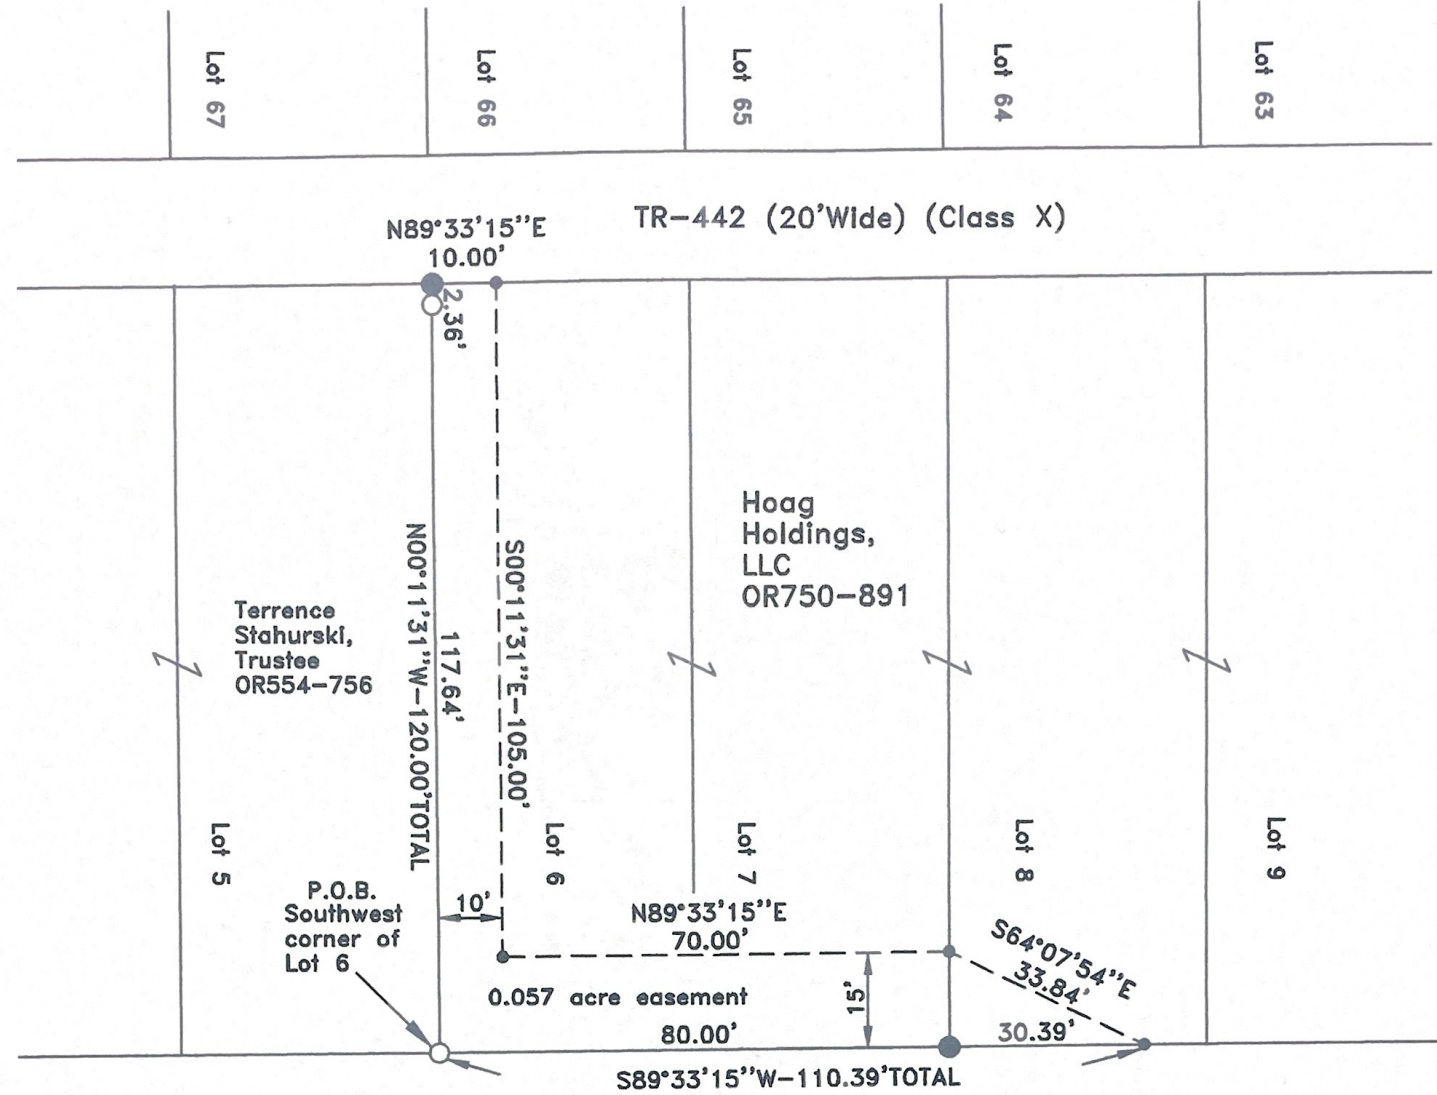 Lot 67
Lot 66
Lot 65
Lot 64
Lot 63
TR-442 (20'Wide) (Class X)
N89°33'15''E
10.00'
2.36'
N00°11'31''W-120.00'TOTAL
117.64'
S00°11'31''E-105.00'
Hoag
Holdings,
LLC
OR750-891
Terrence
Stahurski,
Trustee
OR554-756
Lot 5
Lot 6
Lot 7
Lot 8
Lot 9
P.O.B.
Southwest
corner of
Lot 6
10'
N89°33'15''E
70.00'
S64°07'54''E
33.84'
0.057 acre easement
15'
80.00'
30.39'
S89°33'15''W-110.39'TOTAL